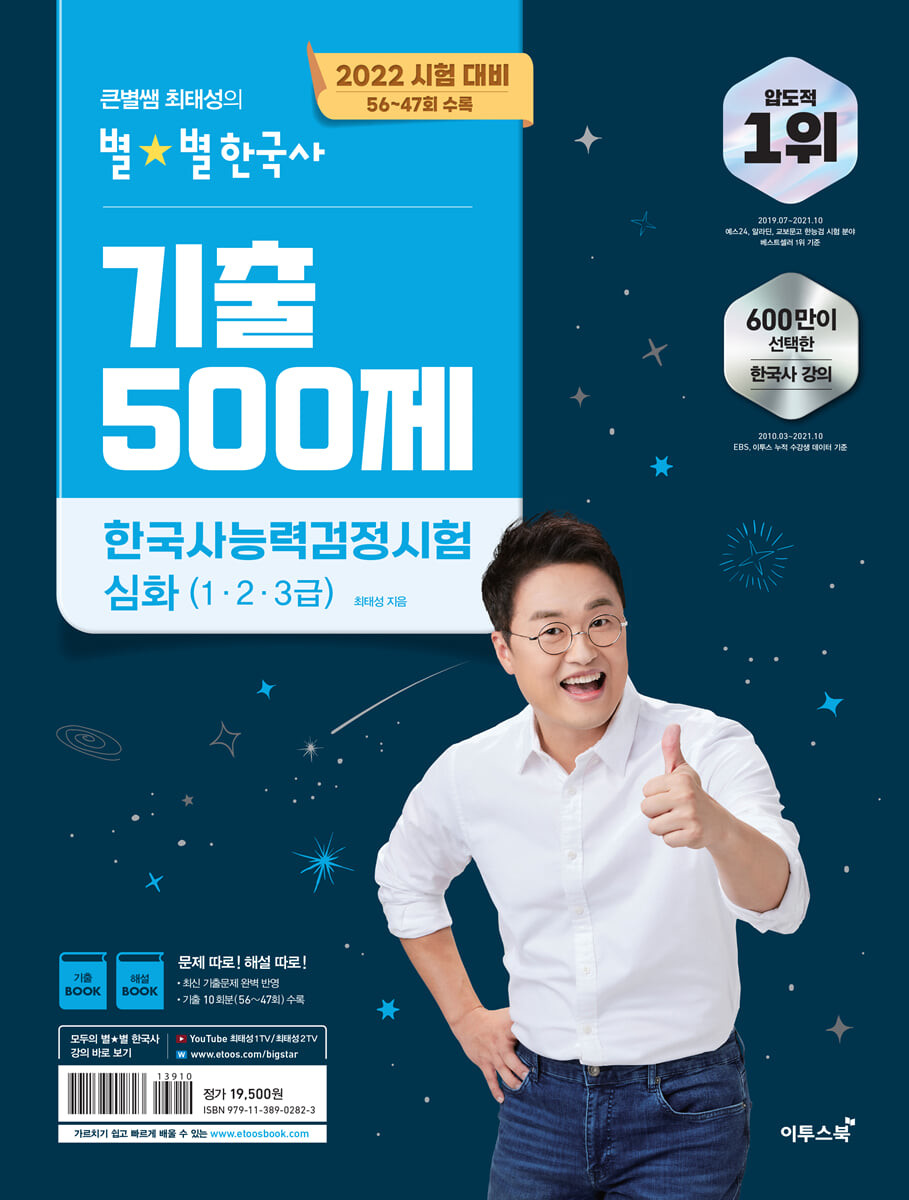 2022 시험 대비
56~47회 수록
큰별쌤 최태성의
별★별 한국사
기출
500제
한국사능력검정시험
심화 (1·2·3급)
최태성 지음
압도적
1위
2019.07~2021.10
예스24, 알라딘, 교보문고 한능검 시험 분야
베스트셀러 1위 기준
600만이
선택한
한국사 강의
2010.03~2021.10
EBS, 이투스 누적 수강생 데이터 기준
기출
BOOK
해설
BOOK
문제 따로! 해설 따로!
· 최신 기출문제 완벽 반영
· 기출 10회분(56~47회) 수록
모두의 별★별 한국사
강의 바로 보기
YouTube 최태성1TV/최태성2TV
W www.etoos.com/bigstar
13910
정가 19,500원
ISBN 979-11-389-0282-3
가르치기 쉽고 빠르게 배울 수 있는 www.etoosbook.com
이투스북